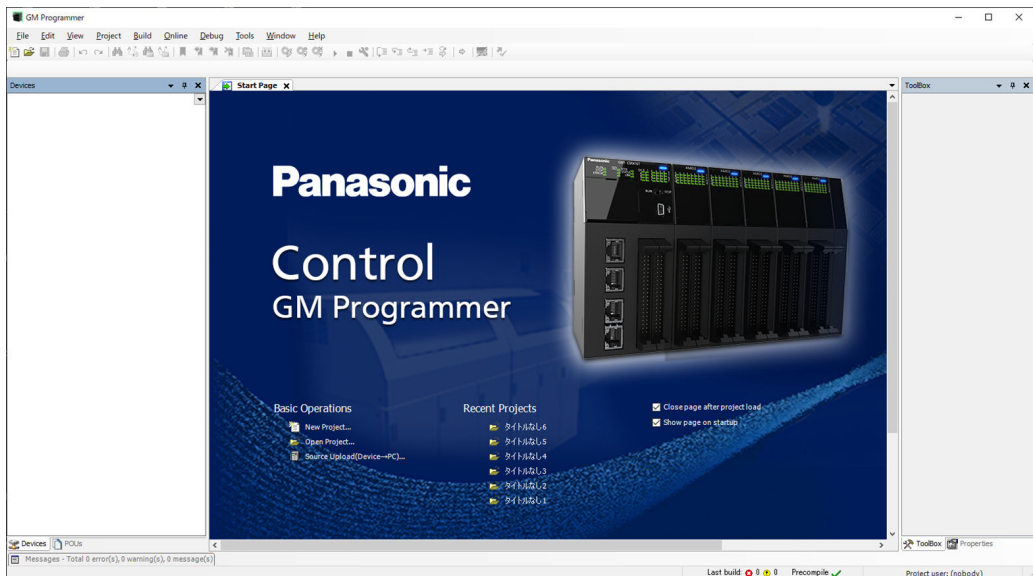 GM Programmer
File Edit View Project Build Online Debug Tools Window Help
Devices
Start Page
ToolBox
Panasonic
Control
GM Programmer
Panasonic
Basic Operations
New Project...
Open Project...
Source Upload(Device→PC)...
Recent Projects
タイトルなし6
タイトルなし5
タイトルなし4
タイトルなし3
タイトルなし2
タイトルなし1
Close page after project load
Show page on startup
Devices POUs
ToolBox Properties
Messages - Total 0 error(s), 0 warning(s), 0 message(s)
Last build: 0 0 Precompile Project user: (nobody)